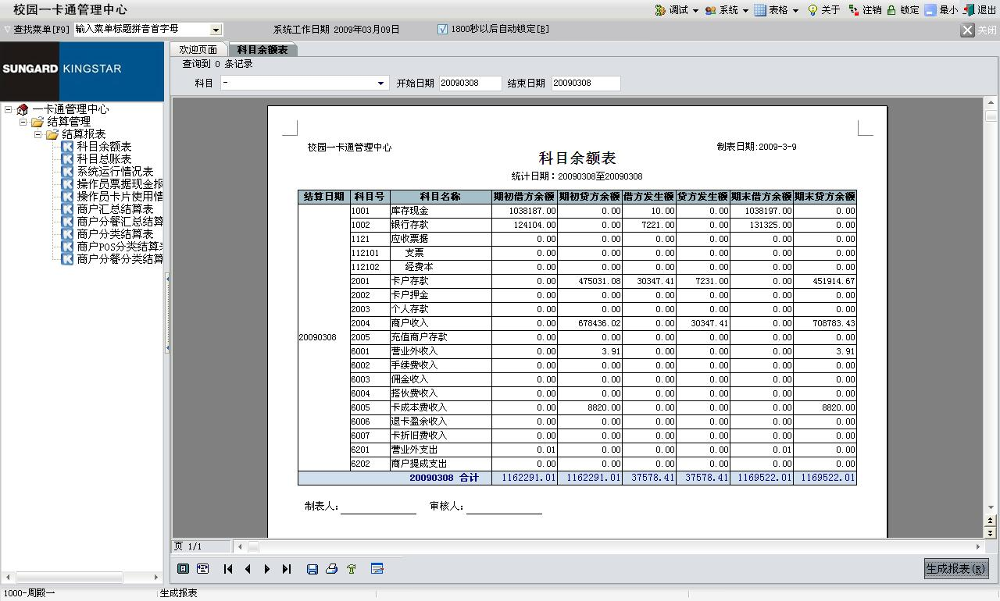 校园一卡通管理中心 调试 系统 表格 关于 注销 锁定 最小 退出
查找菜单[F9] 输入菜单标题拼音首字母 系统工作日期 2009年03月09日 1800秒以后自动锁定[B] 关闭
SUNGARD KINGSTAR
一卡通管理中心
结算管理
结算报表
科目余额表
科目总账表
系统运行情况表
操作员票据现金报
操作员卡片使用情
商户汇总结算表
商户分餐汇总结算
商户分类结算表
商户POS分类结算
商户分餐分类结算
欢迎页面 科目余额表
查询到 0 条记录
科目 - 开始日期 20090308 结束日期 20090308
校园一卡通管理中心 制表日期:2009-3-9
科目余额表
统计日期：20090308至20090308
结算日期 科目号 科目名称 期初借方余额 期初贷方余额 借方发生额 贷方发生额 期末借方余额 期末贷方余额
1001 库存现金 1038187.00 0.00 10.00 0.00 1038197.00 0.00
1002 银行存款 124104.00 0.00 7221.00 0.00 131325.00 0.00
1121 应收票据 0.00 0.00 0.00 0.00 0.00 0.00
112101 支票 0.00 0.00 0.00 0.00 0.00 0.00
112102 经费本 0.00 0.00 0.00 0.00 0.00 0.00
2001 卡户存款 0.00 475031.08 30347.41 7231.00 0.00 451914.67
2002 卡户押金 0.00 0.00 0.00 0.00 0.00 0.00
2003 个人存款 0.00 0.00 0.00 0.00 0.00 0.00
2004 商户收入 0.00 678436.02 0.00 30347.41 0.00 708783.43
20090308 2005 充值商户存款 0.00 0.00 0.00 0.00 0.00 0.00
6001 营业外收入 0.00 3.91 0.00 0.00 0.00 3.91
6002 手续费收入 0.00 0.00 0.00 0.00 0.00 0.00
6003 佣金收入 0.00 0.00 0.00 0.00 0.00 0.00
6004 搭伙费收入 0.00 0.00 0.00 0.00 0.00 0.00
6005 卡成本费收入 0.00 8820.00 0.00 0.00 0.00 8820.00
6006 退卡盈余收入 0.00 0.00 0.00 0.00 0.00 0.00
6007 卡折旧费收入 0.00 0.00 0.00 0.00 0.00 0.00
6201 营业外支出 0.01 0.00 0.00 0.00 0.01 0.00
6202 商户提成支出 0.00 0.00 0.00 0.00 0.00 0.00
20090308 合计 1162291.01 1162291.01 37578.41 37578.41 1169522.01 1169522.01
制表人: 审核人:
页 1/1
生成报表(R)
1000-周殿一 生成报表